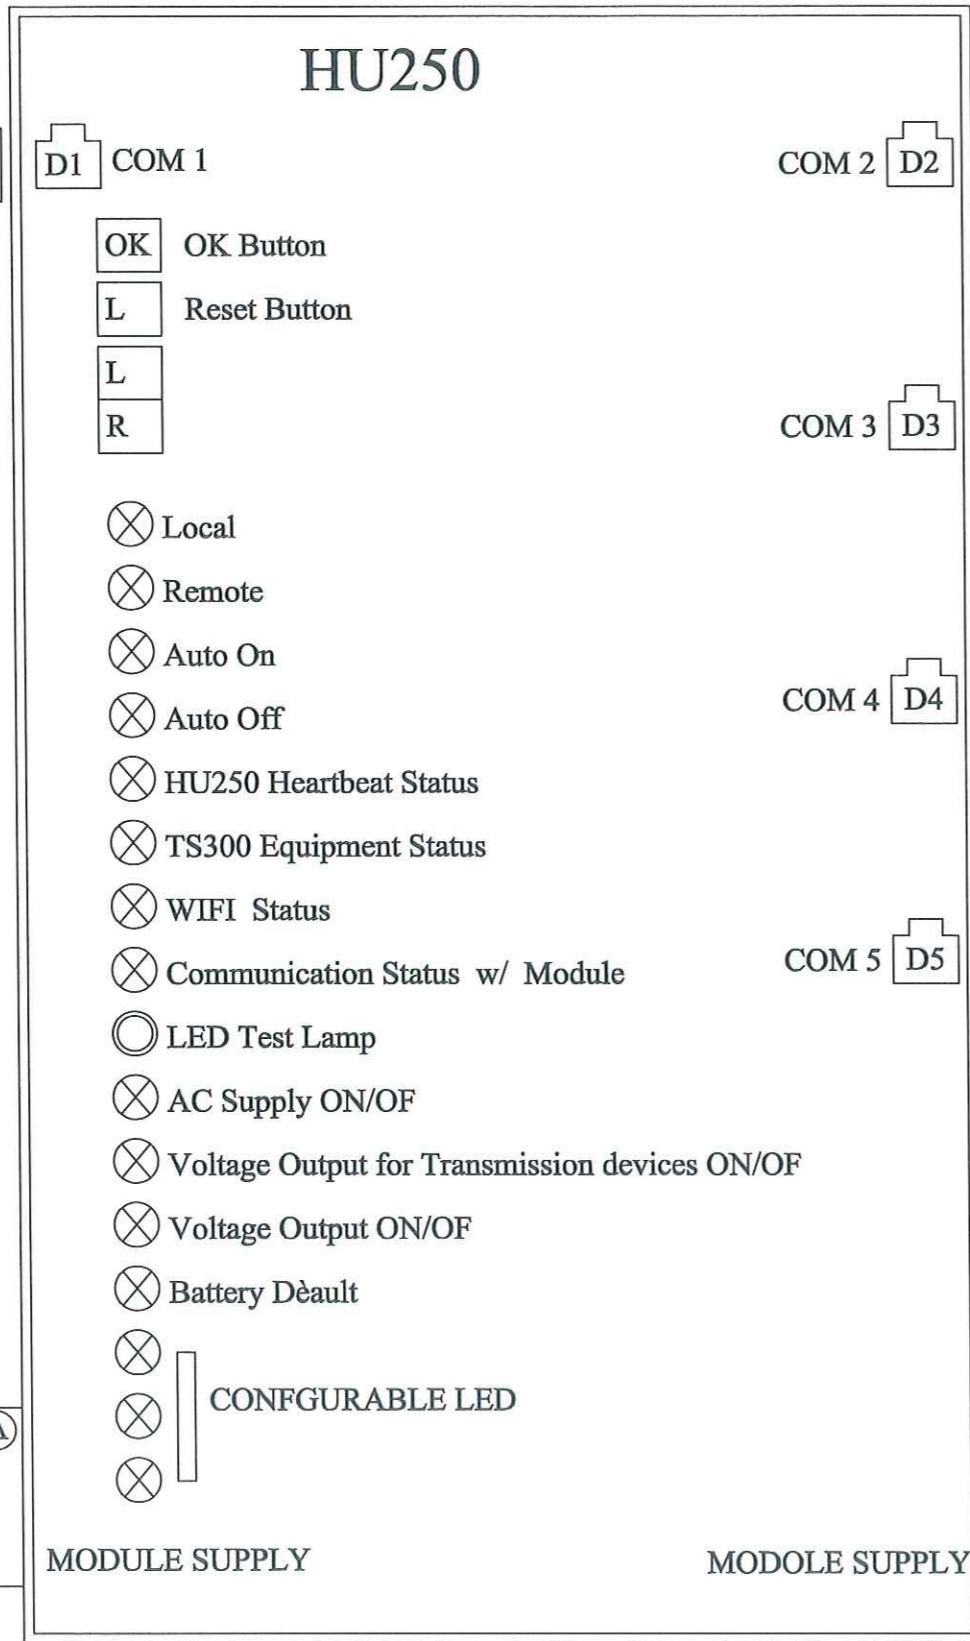 HU250
D1 COM 1
COM 2 D2
OK OK Button
L Reset Button
L
R
COM 3 D3
Local
Remote
Auto On
COM 4 D4
Auto Off
HU250 Heartbeat Status
TS300 Equipment Status
WIFI Status
COM 5 D5
Communication Status w/ Module
LED Test Lamp
AC Supply ON/OF
Voltage Output for Transmission devices ON/OF
Voltage Output ON/OF
Battery Dèault
CONFGURABLE LED
MODULE SUPPLY
MODOLE SUPPLY